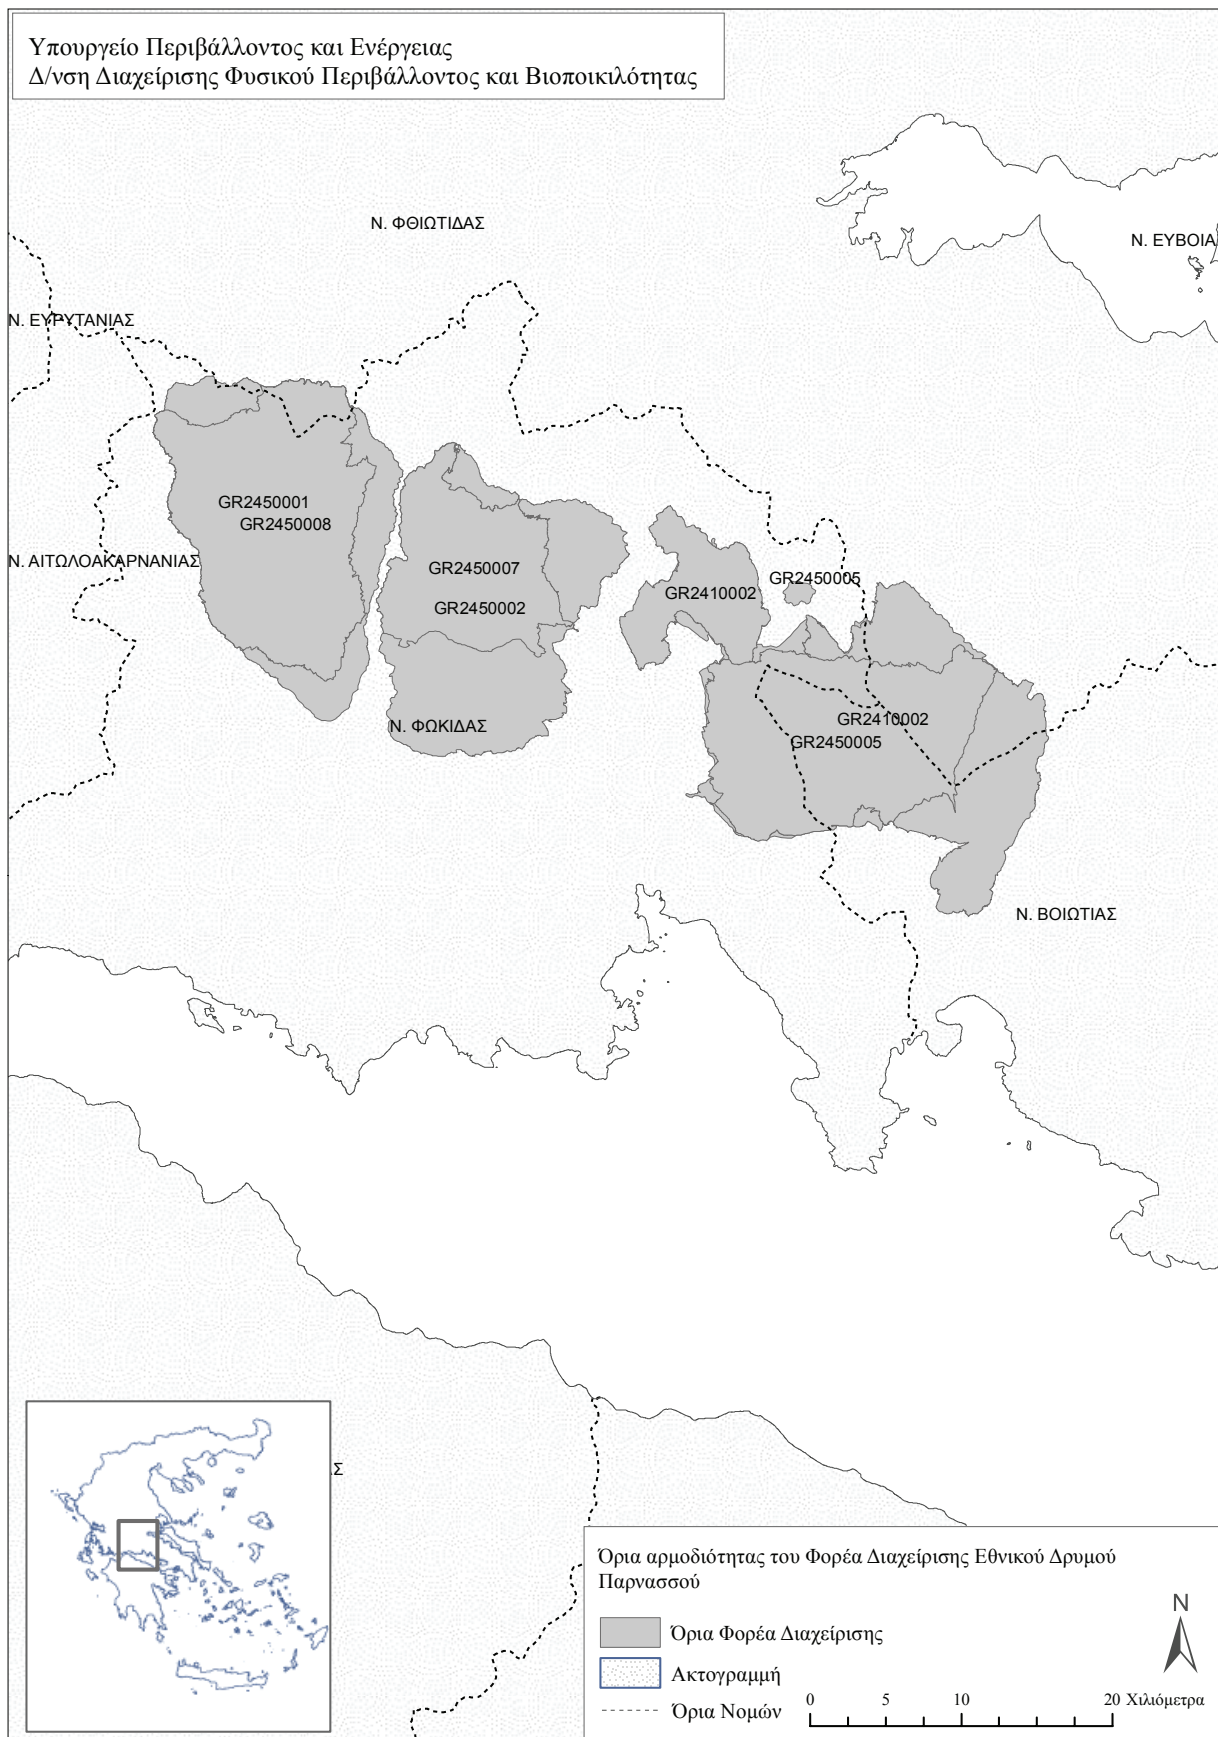 Υπουργείο Περιβάλλοντος και Ενέργειας
Δ/νση Διαχείρισης Φυσικού Περιβάλλοντος και Βιοποικιλότητας
Ν. ΦΘΙΩΤΙΔΑΣ
Ν. ΕΥΒΟΙΑ
Ν. ΕΥΡΥΤΑΝΙΑΣ
GR2450001
GR2450008
Ν. ΑΙΤΩΛΟΑΚΑΡΝΑΝΙΑΣ
GR2450007
GR2450002
GR2410002
GR2450005
GR2410002
GR2450005
Ν. ΦΩΚΙΔΑΣ
Ν. ΒΟΙΩΤΙΑΣ
ΑΣ
Όρια αρμοδιότητας του Φορέα Διαχείρισης Εθνικού Δρυμού
Παρνασσού
Όρια Φορέα Διαχείρισης
Ακτογραμμή
Όρια Νομών
0 5 10 20 Χιλιόμετρα
N